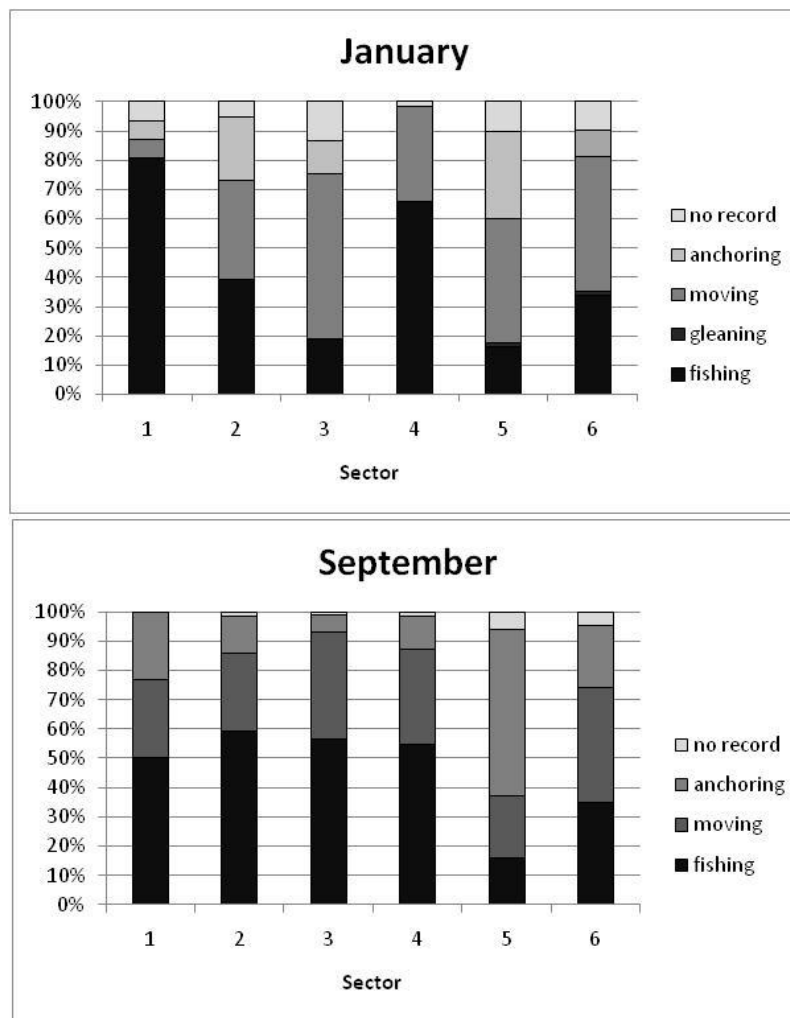 January
100%
90%
80%
70%
60%
50%
40%
30%
20%
10%
0%
1 2 3 4 5 6
Sector
no record
anchoring
moving
gleaning
fishing
September
100%
90%
80%
70%
60%
50%
40%
30%
20%
10%
0%
1 2 3 4 5 6
Sector
no record
anchoring
moving
fishing